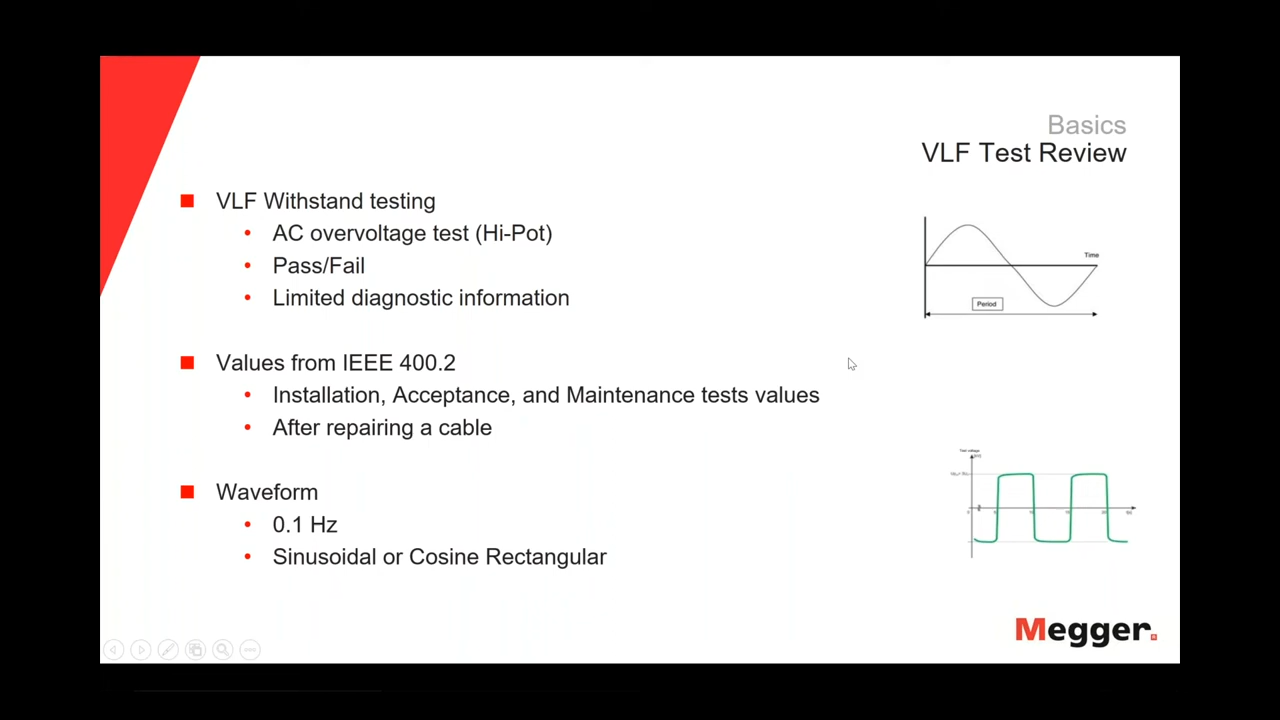 Basics
VLF Test Review
VLF Withstand testing
AC overvoltage test (Hi-Pot)
Pass/Fail
Limited diagnostic information
Values from IEEE 400.2
Installation, Acceptance, and Maintenance tests values
After repairing a cable
Waveform
0.1 Hz
Sinusoidal or Cosine Rectangular
Time
Period
Test voltage
Megger.